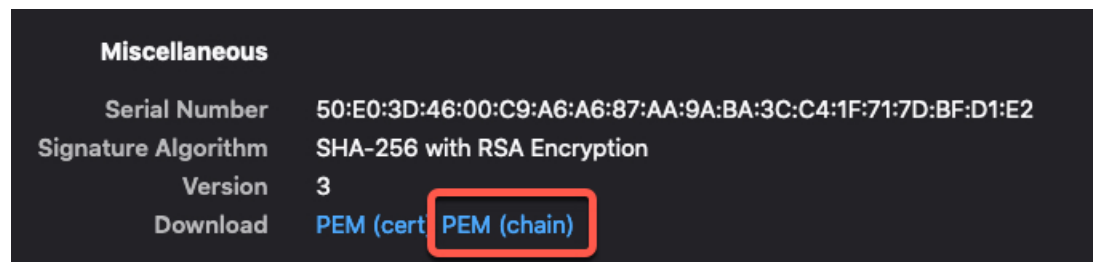 Miscellaneous
Serial Number 50:E0:3D:46:00:C9:A6:A6:87:AA:9A:BA:3C:C4:1F:71:7D:BF:D1:E2
Signature Algorithm SHA-256 with RSA Encryption
Version 3
Download PEM (cert) PEM (chain)